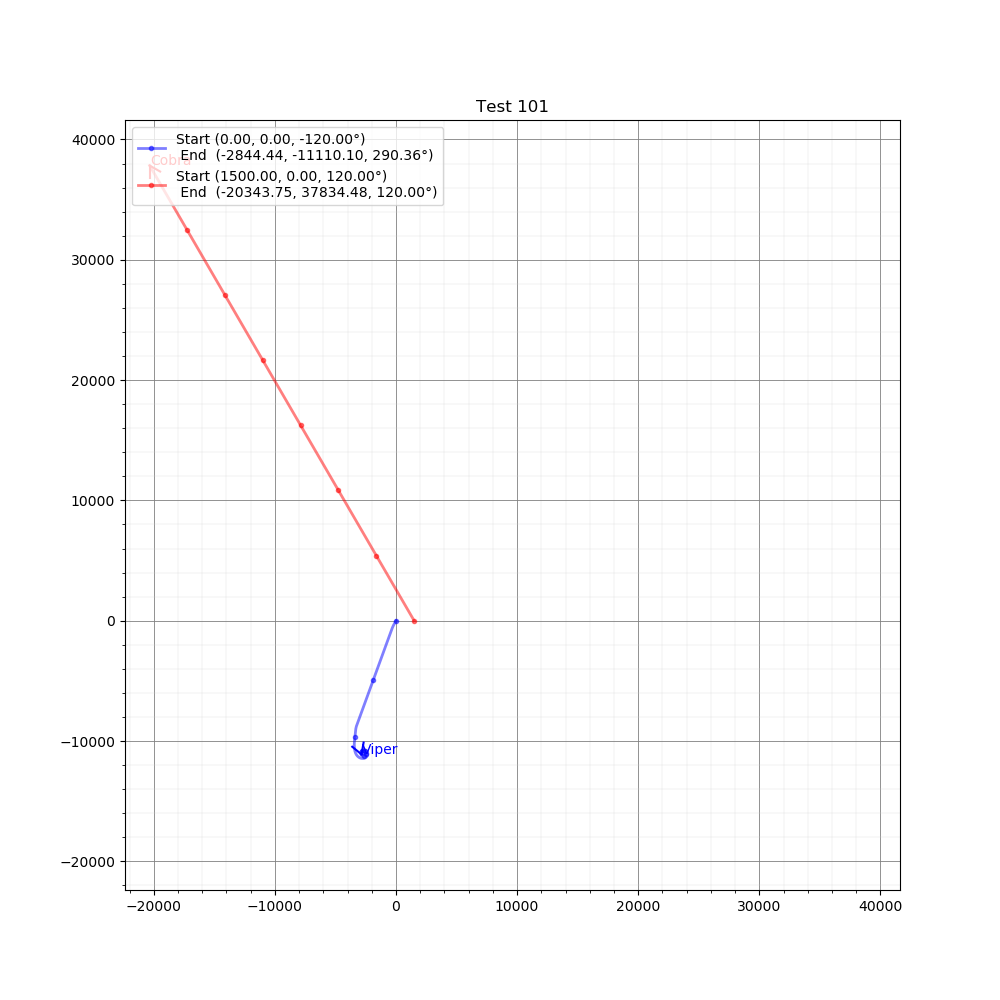 Test 101
Start (0.00, 0.00, -120.00°)
End (-2844.44, -11110.10, 290.36°)
Cobra
Start (1500.00, 0.00, 120.00°)
End (-20343.75, 37834.48, 120.00°)
40000
30000
20000
10000
0
−10000
−20000
Viper
−20000 −10000 0 10000 20000 30000 40000